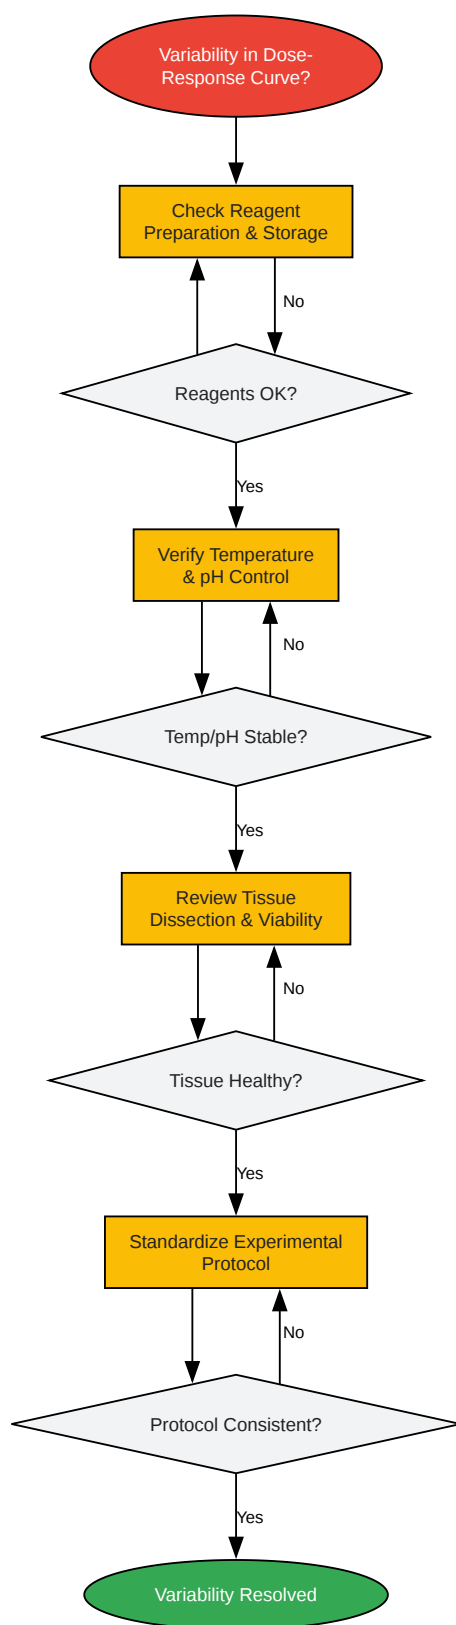 Variability in Dose-
Response Curve?
Check Reagent
Preparation & Storage
No
Reagents OK?
Yes
Verify Temperature
& pH Control
No
Temp/pH Stable?
Yes
Review Tissue
Dissection & Viability
No
Tissue Healthy?
Yes
Standardize Experimental
Protocol
No
Protocol Consistent?
Yes
Variability Resolved